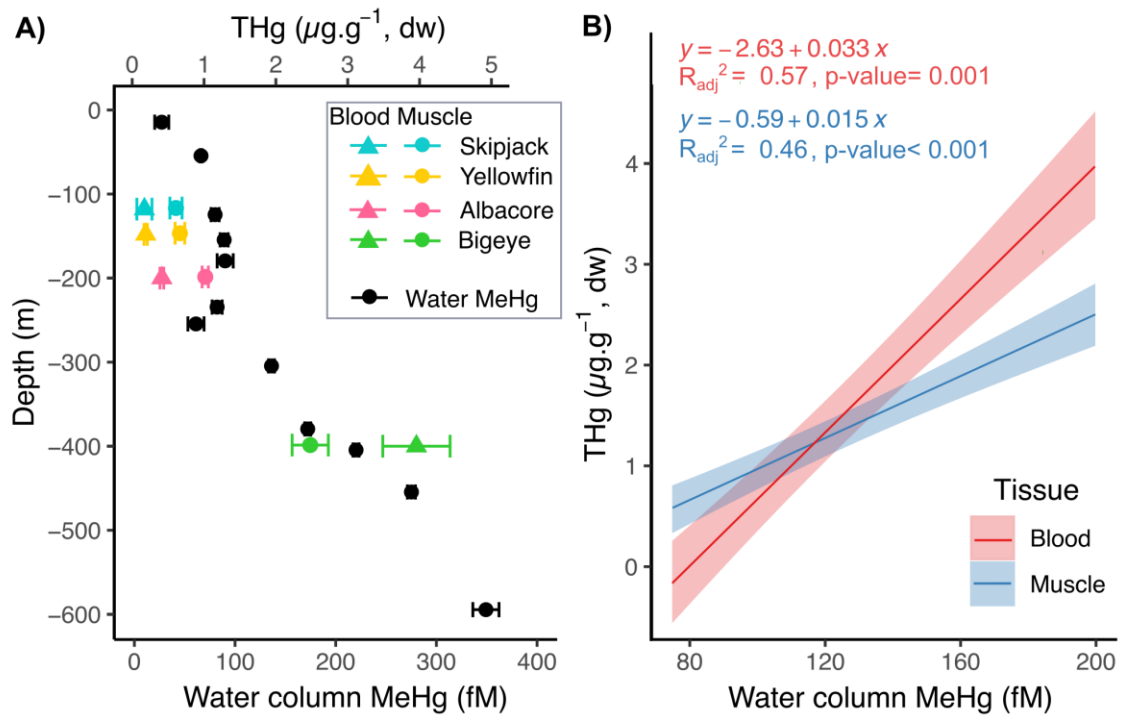 A)
THg (µg.g⁻¹, dw)
0 1 2 3 4 5
Depth (m)
0
−100
−200
−300
−400
−500
−600
Blood Muscle
Skipjack
Yellowfin
Albacore
Bigeye
Water MeHg
0 100 200 300 400
Water column MeHg (fM)
B)
y = − 2.63 + 0.033 x
R_adj² = 0.57 , p-value= 0.001
y = − 0.59 + 0.015 x
R_adj² = 0.46 , p-value< 0.001
THg (µg.g⁻¹, dw)
4
3
2
1
0
Tissue
Blood
Muscle
80 120 160 200
Water column MeHg (fM)